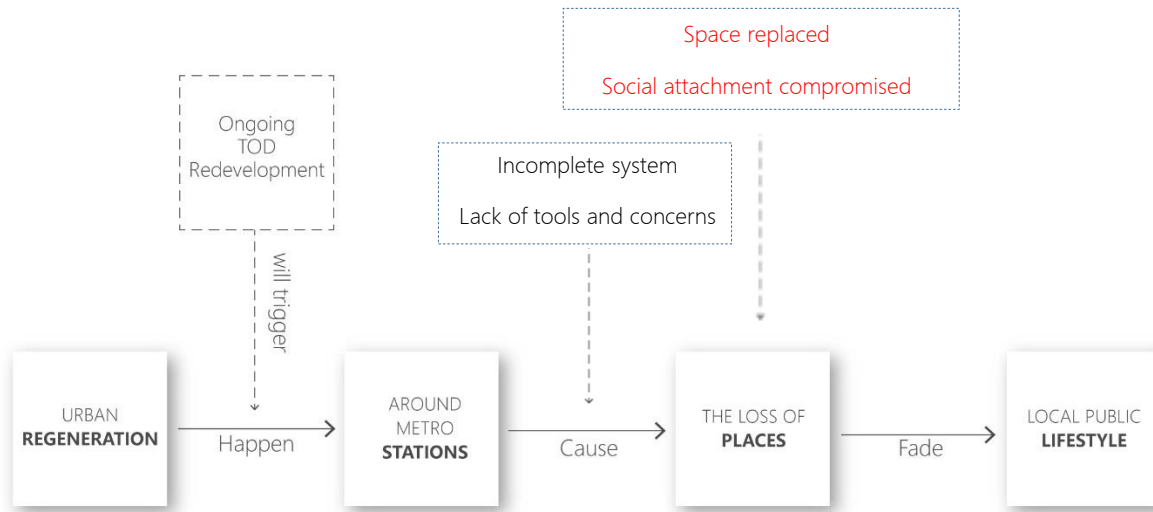 Space replaced
Social attachment compromised
Ongoing
TOD
Redevelopment
Incomplete system
Lack of tools and concerns
will trigger
URBAN
REGENERATION
Happen
AROUND
METRO
STATIONS
Cause
THE LOSS OF
PLACES
Fade
LOCAL PUBLIC
LIFESTYLE